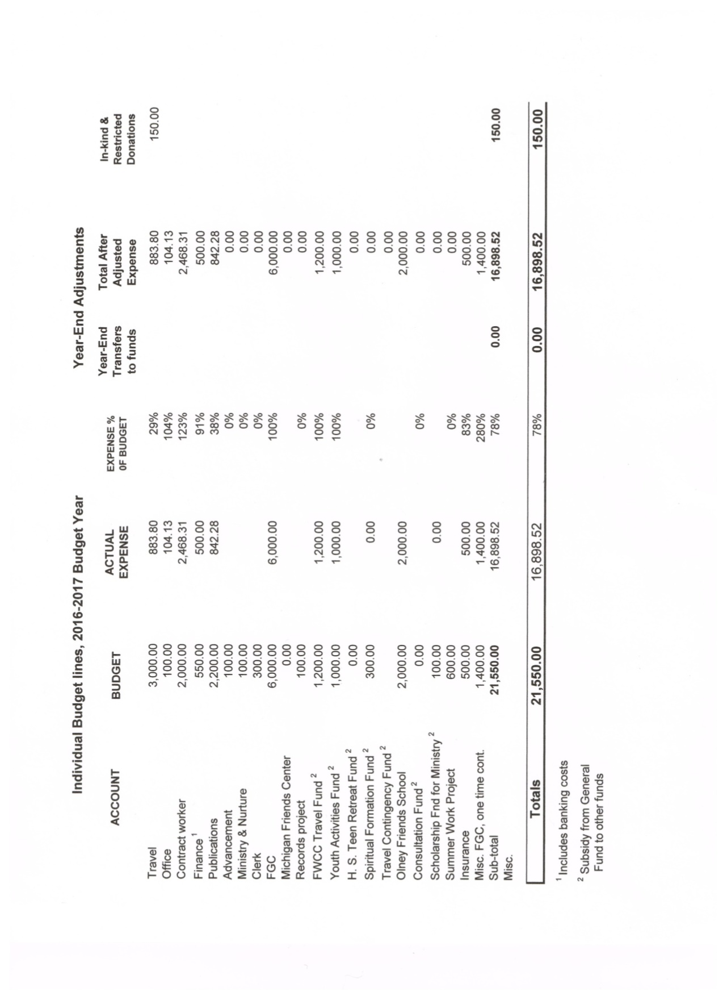 Individual Budget lines, 2016-2017 Budget Year Year-End Adjustments
ACCOUNT BUDGET ACTUAL EXPENSE EXPENSE % 0F BUDGET Year-End Transfers to funds Total After Adjusted Expense In-kind & Restricted Donations
Travel 3,000.00 883.80 29% 883.80 150.00
Office 100.00 104.13 104% 104.13
Contract worker 2,000.00 2,468.31 123% 2,468.31
Finance 1 550.00 500.00 91% 500.00
Publications 2,200.00 842.28 38% 842.28
Advancement 100.00 0% 0.00
Ministry & Nurture 100.00 0% 0.00
Clerk 300.00 0% 0.00
FGC 6,000.00 6,000.00 100% 6,000.00
Michigan Friends Center 0.00 0.00
Records project 100.00 0% 0.00
FWCC Travel Fund 2 1,200.00 1,200.00 100% 1,200.00
Youth Activities Fund 2 1,000.00 1,000.00 100% 1,000.00
H. S. Teen Retreat Fund 2 0.00 0.00
Spiritual Formation Fund 2 300.00 0.00 0% 0.00
Travel Contingency Fund 2 0.00
Olney Friends School 2,000.00 2,000.00 2,000.00
Consultation Fund 2 0.00 0% 0.00
Scholarship Fnd for Ministry 2 100.00 0.00 0.00
Summer Work Project 600.00 0% 0.00
Insurance 500.00 500.00 83% 500.00
Misc. FGC, one time cont. 1,400.00 1,400.00 280% 1,400.00
Sub-total 21,550.00 16,898.52 78% 0.00 16,898.52 150.00
Misc.
Totals 21,550.00 16,898.52 78% 0.00 16,898.52 150.00
1 Includes banking costs
2 Subsidy from General
Fund to other funds